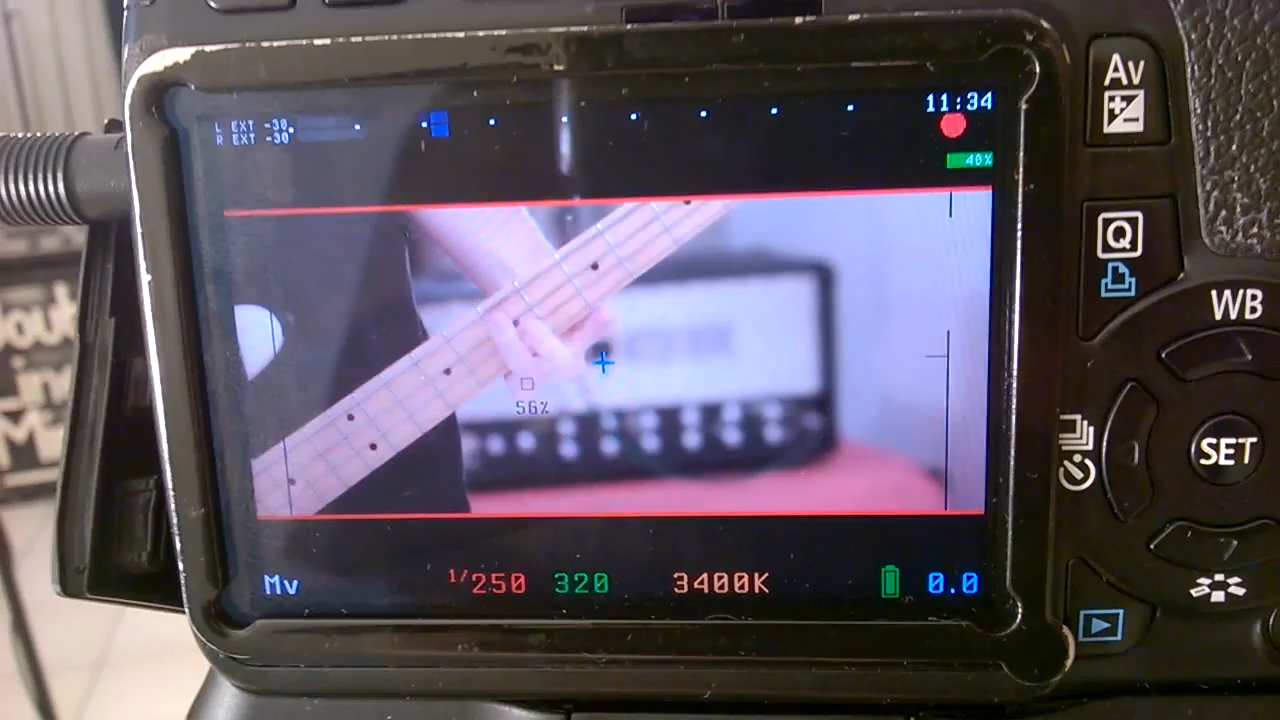 L EXT -30
R EXT -30
11:34
40%
56%
Mv
1/250
320
3400K
0.0
Av
Q
WB
SET